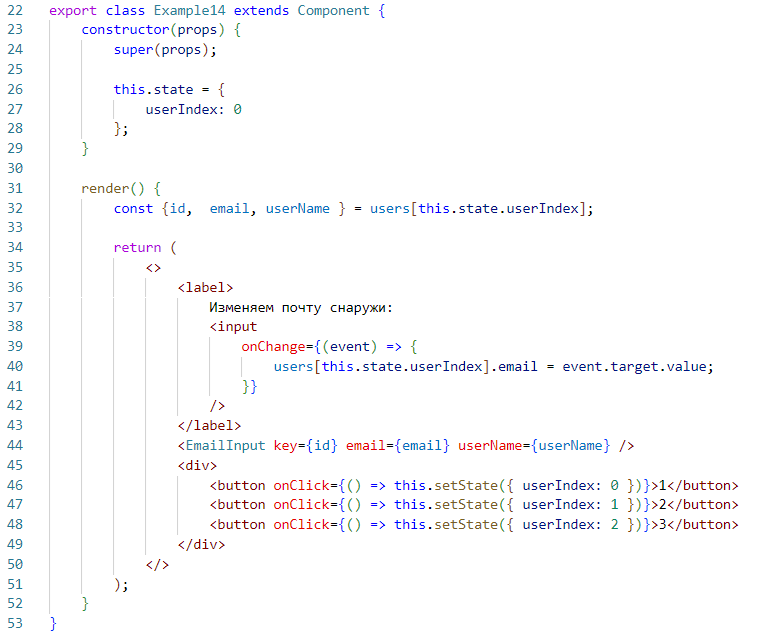 22 export class Example14 extends Component {
23     constructor(props) {
24         super(props);
25
26         this.state = {
27             userIndex: 0
28         };
29     }
30
31     render() {
32         const {id,  email, userName } = users[this.state.userIndex];
33
34         return (
35             <>
36                 <label>
37                     Изменяем почту снаружи:
38                     <input
39                         onChange={(event) => {
40                             users[this.state.userIndex].email = event.target.value;
41                         }}
42                     />
43                 </label>
44                 <EmailInput key={id} email={email} userName={userName} />
45                 <div>
46                     <button onClick={() => this.setState({ userIndex: 0 })}>1</button>
47                     <button onClick={() => this.setState({ userIndex: 1 })}>2</button>
48                     <button onClick={() => this.setState({ userIndex: 2 })}>3</button>
49                 </div>
50             </>
51         );
52     }
53 }